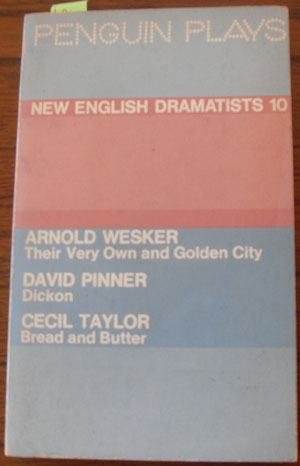 PENGUIN PLAYS
NEW ENGLISH DRAMATISTS 10
ARNOLD WESKER
Their Very Own and Golden City
DAVID PINNER
Dickon
CECIL TAYLOR
Bread and Butter